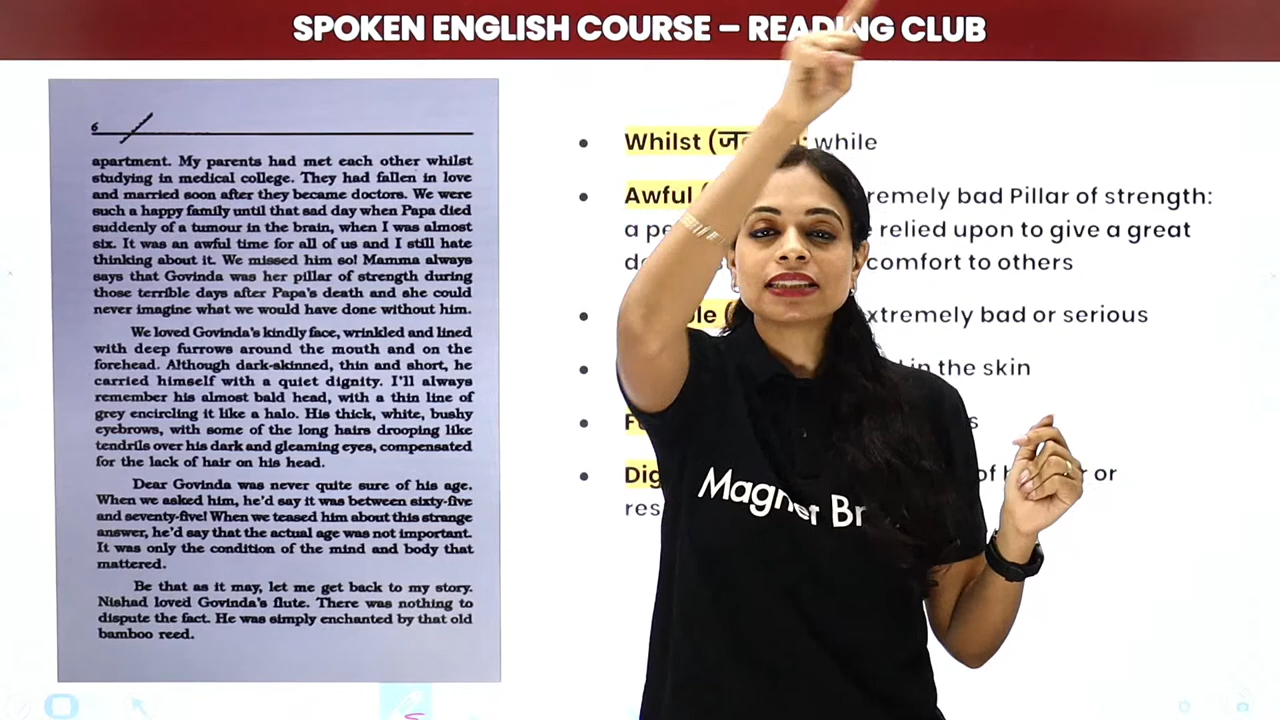 SPOKEN ENGLISH COURSE – READING CLUB
6
apartment. My parents had met each other whilst
studying in medical college. They had fallen in love
and married soon after they became doctors. We were
such a happy family until that sad day when Papa died
suddenly of a tumour in the brain, when I was almost
six. It was an awful time for all of us and I still hate
thinking about it. We missed him so! Mamma always
says that Govinda was her pillar of strength during
those terrible days after Papa's death and she could
never imagine what we would have done without him.
We loved Govinda's kindly face, wrinkled and lined
with deep furrows around the mouth and on the
forehead. Although dark-skinned, thin and short, he
carried himself with a quiet dignity. I'll always
remember his almost bald head, with a thin line of
grey encircling it like a halo. His thick, white, bushy
eyebrows, with some of the long hairs drooping like
tendrils over his dark and gleaming eyes, compensated
for the lack of hair on his head.
Dear Govinda was never quite sure of his age.
When we asked him, he'd say it was between sixty-five
and seventy-five! When we teased him about this strange
answer, he'd say that the actual age was not important.
It was only the condition of the mind and body that
mattered.
Be that as it may, let me get back to my story.
Nishad loved Govinda's flute. There was nothing to
dispute the fact. He was simply enchanted by that old
bamboo reed.
Whilst while
Awful bad Pillar of strength:
a relied upon to give a great
comfort to others
bad or serious
in the skin
of or
Magnet Br